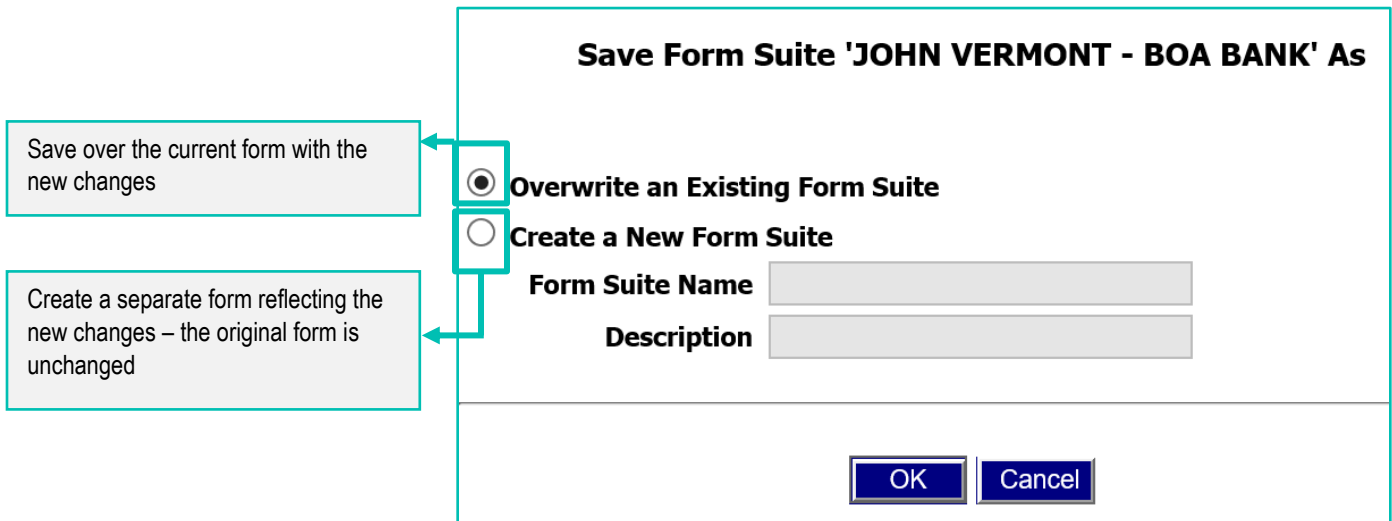 Save Form Suite 'JOHN VERMONT - BOA BANK' As
Save over the current form with the
new changes
Overwrite an Existing Form Suite
Create a New Form Suite
Create a separate form reflecting the
new changes – the original form is
unchanged
Form Suite Name
Description
OK Cancel